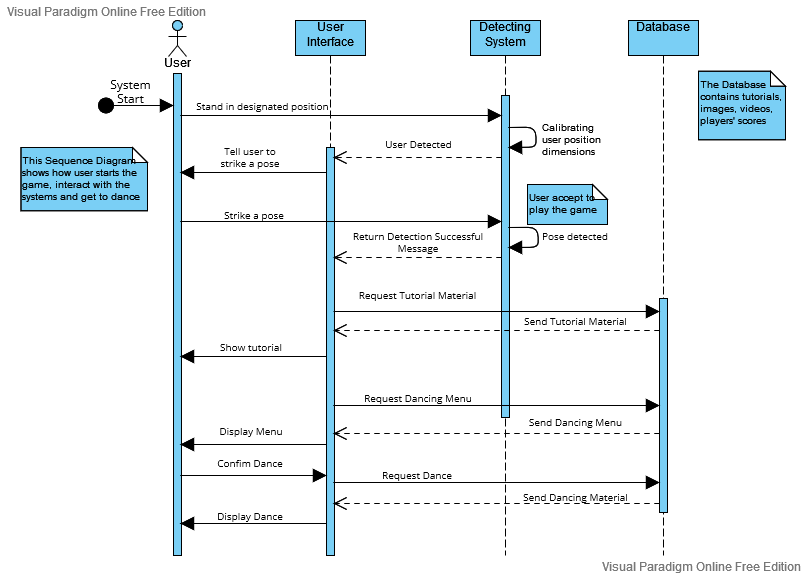 Visual Paradigm Online Free Edition
User
User
Interface
Detecting
System
Database
System
Start
The Database
contains tutorials,
images, videos,
players' scores
Stand in designated position
Calibrating
user position
dimensions
User Detected
Tell user to
strike a pose
This Sequence Diagram
shows how user starts the
game, interact with the
systems and get to dance
User accept to
play the game
Strike a pose
Pose detected
Return Detection Successful
Message
Request Tutorial Material
Send Tutorial Material
Show tutorial
Request Dancing Menu
Send Dancing Menu
Display Menu
Confim Dance
Request Dance
Send Dancing Material
Display Dance
Visual Paradigm Online Free Edition